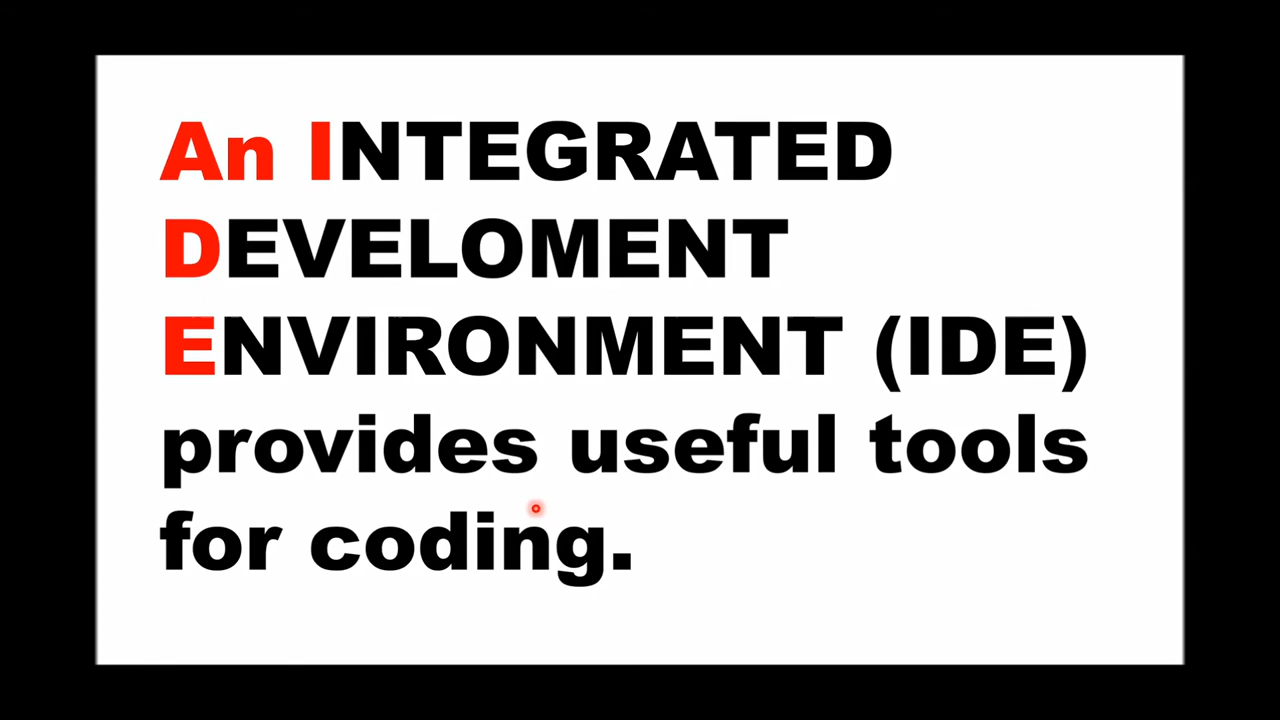 An INTEGRATED
DEVELOMENT
ENVIRONMENT (IDE)
provides useful tools
for coding.